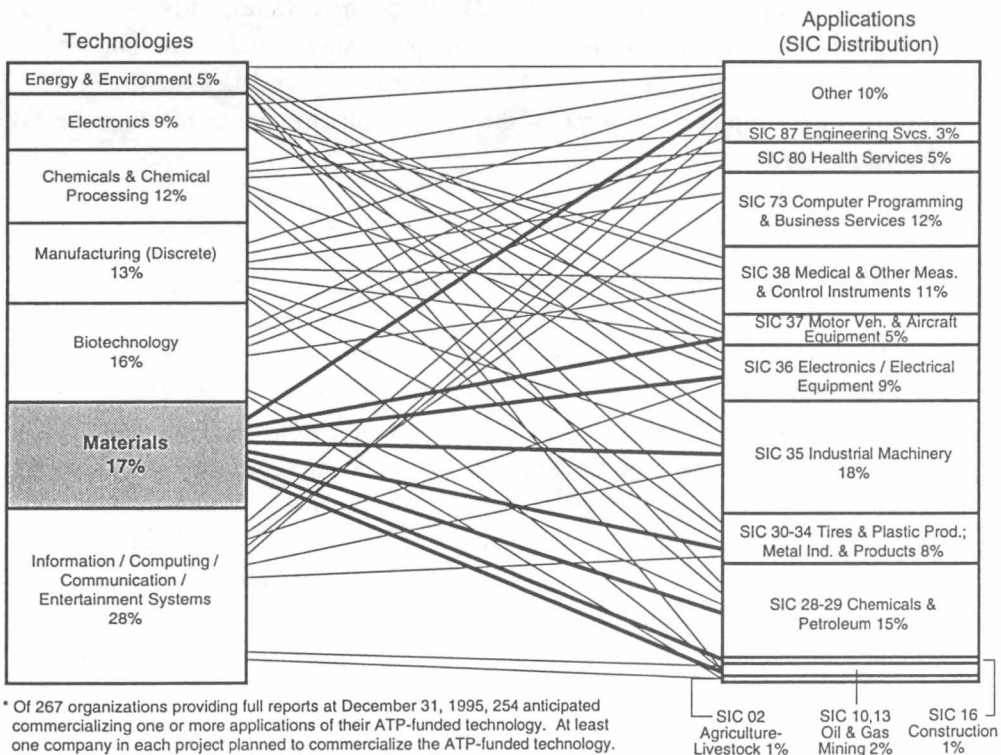 Technologies
Energy & Environment 5%
Electronics 9%
Chemicals & Chemical
Processing 12%
Manufacturing (Discrete)
13%
Biotechnology
16%
Materials
17%
Information / Computing /
Communication /
Entertainment Systems
28%
Applications
(SIC Distribution)
Other 10%
SIC 87 Engineering Svcs. 3%
SIC 80 Health Services 5%
SIC 73 Computer Programming
& Business Services 12%
SIC 38 Medical & Other Meas.
& Control Instruments 11%
SIC 37 Motor Veh. & Aircraft
Equipment 5%
SIC 36 Electronics / Electrical
Equipment 9%
SIC 35 Industrial Machinery
18%
SIC 30-34 Tires & Plastic Prod.;
Metal Ind. & Products 8%
SIC 28-29 Chemicals &
Petroleum 15%
SIC 02
Agriculture-
Livestock 1%
SIC 10,13
Oil & Gas
Mining 2%
SIC 16
Construction
1%
* Of 267 organizations providing full reports at December 31, 1995, 254 anticipated
commercializing one or more applications of their ATP-funded technology. At least
one company in each project planned to commercialize the ATP-funded technology.